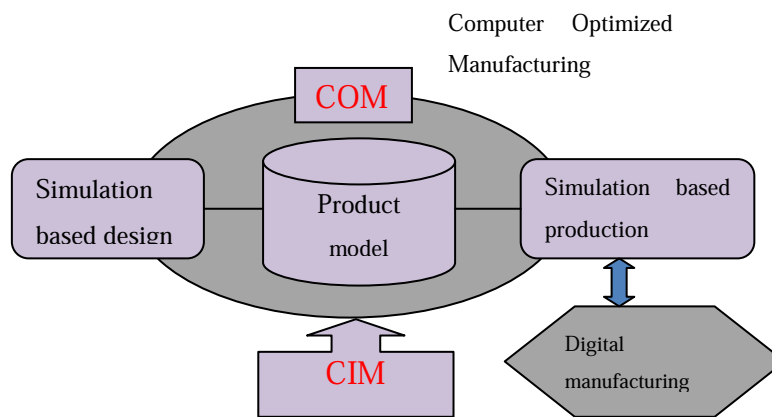 Computer Optimized
Manufacturing
COM
Simulation
based design
Product
model
Simulation based
production
CIM
Digital
manufacturing